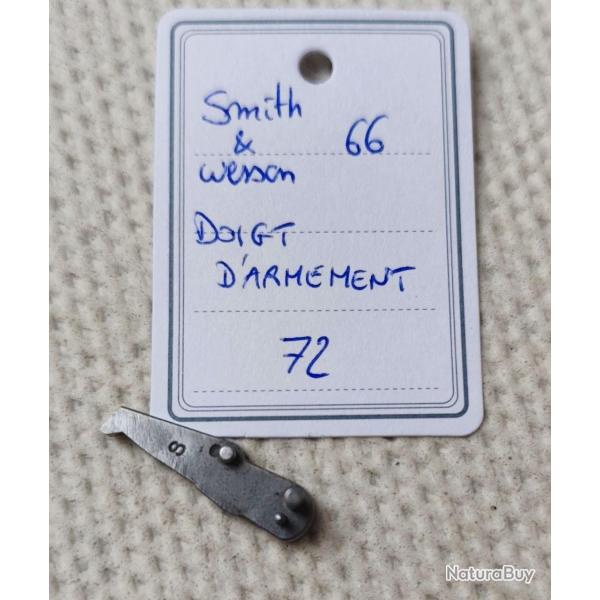 Smith
& 66
Wesson
DOIGT
D'ARMEMENT
72
8
NaturaBuy